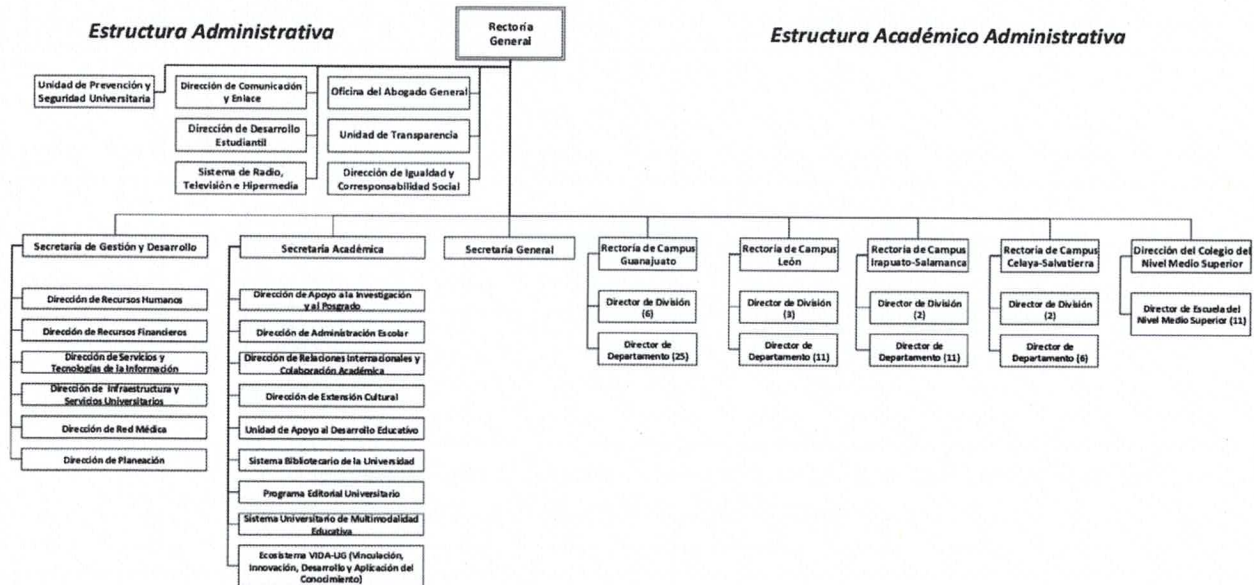 Estructura Administrativa
Rectoría
General
Estructura Académico Administrativa
Unidad de Prevención y
Seguridad Universitaria
Dirección de Comunicación
y Enlace
Oficina del Abogado General
Dirección de Desarrollo
Estudiantil
Unidad de Transparencia
Sistema de Radio,
Televisión e Hipermedia
Dirección de Igualdad y
Corresponsabilidad Social
Secretaría de Gestión y Desarrollo
Dirección de Recursos Humanos
Dirección de Recursos Financieros
Dirección de Servicios y
Tecnologías de la Información
Dirección de Infraestructura y
Servicios Universitarios
Dirección de Red Médica
Dirección de Planeación
Secretaría Académica
Dirección de Apoyo a la Investigación
y al Posgrado
Dirección de Administración Escolar
Dirección de Relaciones Internacionales y
Colaboración Académica
Dirección de Extensión Cultural
Unidad de Apoyo al Desarrollo Educativo
Sistema Bibliotecario de la Universidad
Programa Editorial Universitario
Sistema Universitario de Multimodalidad
Educativa
Ecosistema VIDA-UG (Vinculación,
Innovación, Desarrollo y Aplicación del
Conocimiento)
Secretaría General
Rectoría de Campus
Guanajuato
Director de División
(6)
Director de
Departamento (25)
Rectoría de Campus
León
Director de División
(3)
Director de
Departamento (11)
Rectoría de Campus
Irapuato-Salamanca
Director de División
(2)
Director de
Departamento (11)
Rectoría de Campus
Celaya-Salvatierra
Director de División
(2)
Director de
Departamento (6)
Dirección del Colegio del
Nivel Medio Superior
Director de Escuela del
Nivel Medio Superior (11)